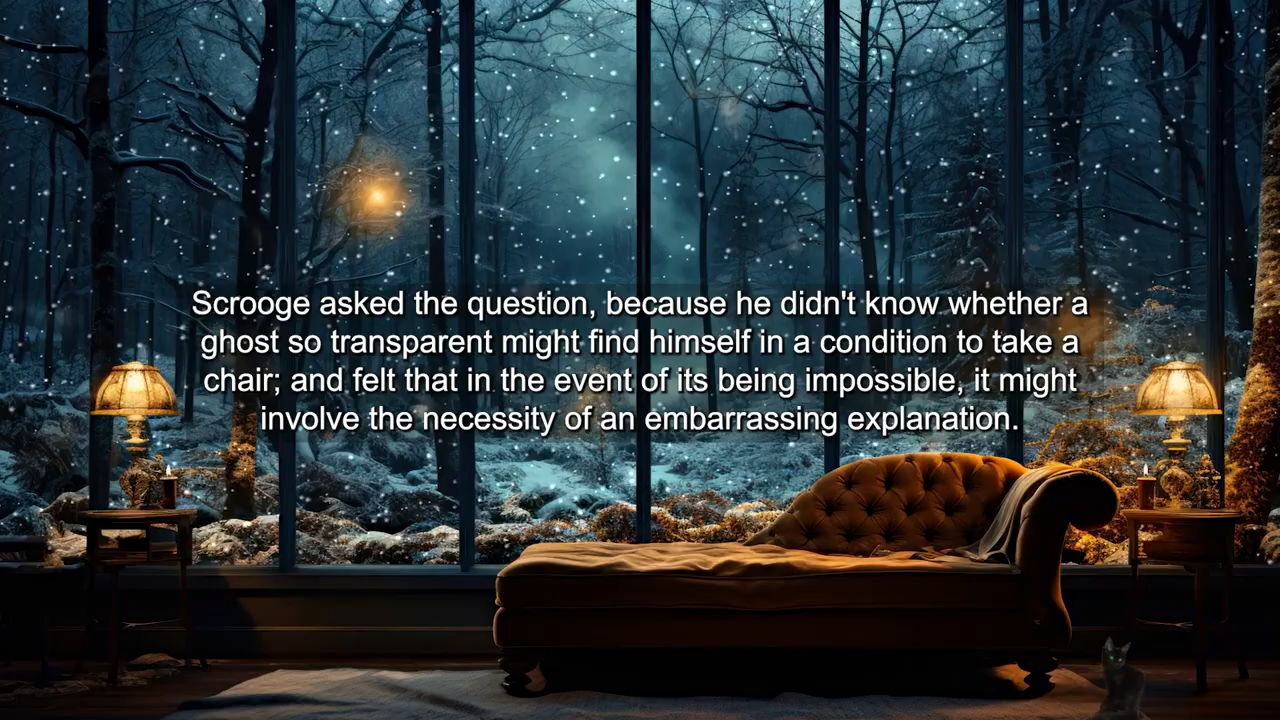 Scrooge asked the question, because he didn't know whether a
ghost so transparent might find himself in a condition to take a
chair; and felt that in the event of its being impossible, it might
involve the necessity of an embarrassing explanation.